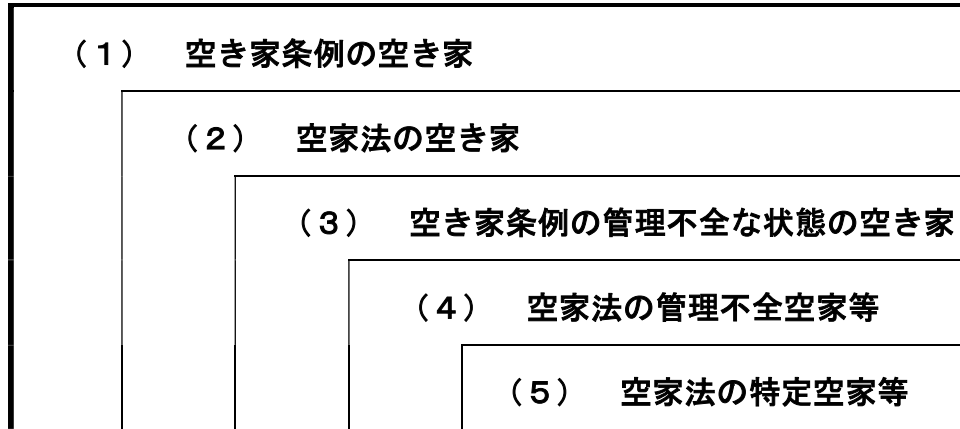 （１）　空き家条例の空き家
（２）　空家法の空き家
（３）　空き家条例の管理不全な状態の空き家
（４）　空家法の管理不全空家等
（５）　空家法の特定空家等